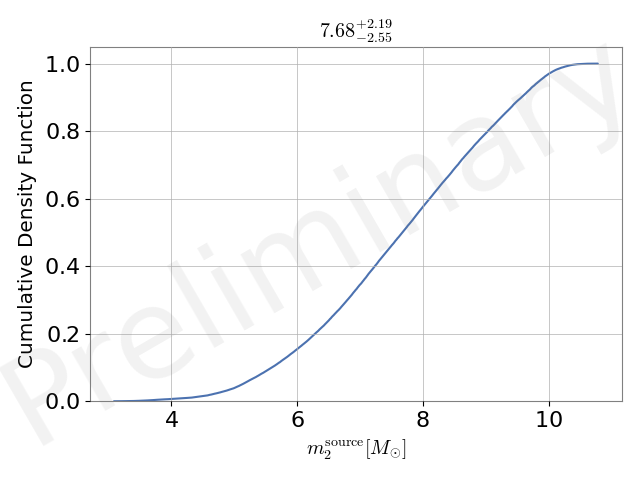 7.68^{+2.19}_{-2.55}
Cumulative Density Function
1.0
0.8
0.6
0.4
0.2
0.0
4 6 8 10
m_2^{source}[M_⊙]
Preliminary